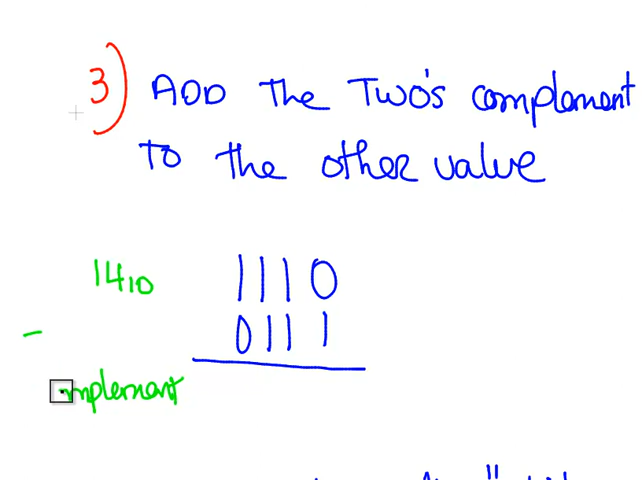 3) ADD the Two's complement
to the other value
14₁₀ 1110
- 0111
mplement